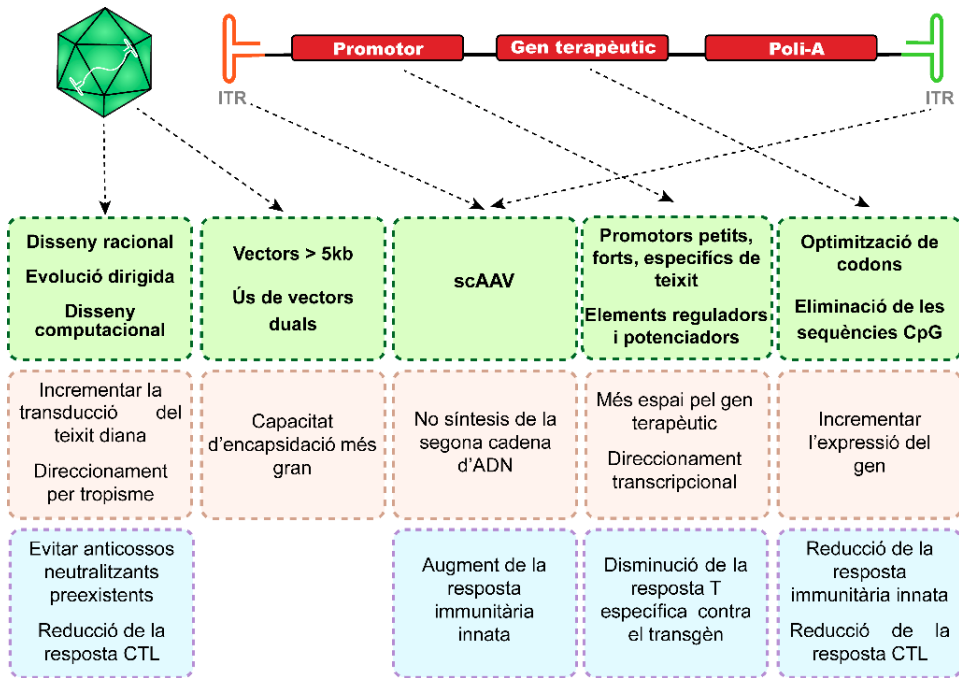 Promotor
Gen terapèutic
Poli-A
ITR
ITR
Disseny racional
Evolució dirigida
Disseny
computacional
Vectors > 5kb
Ús de vectors
duals
scAAV
Promotors petits,
forts, específics de
teixit
Elements reguladors
i potenciadors
Optimització de
codons
Eliminació de les
seqüències CpG
Incrementar la
transducció del
teixit diana
Direccionament
per tropisme
Capacitat
d'encapsidació més
gran
No síntesis de la
segona cadena
d'ADN
Més espai pel gen
terapèutic
Direccionament
transcripcional
Incrementar
l'expressió del
gen
Evitar anticossos
neutralitzants
preexistents
Reducció de la
resposta CTL
Augment de la
resposta
immunitària
innata
Disminució de la
resposta T
específica contra
el transgèn
Reducció de la
resposta
immunitària innata
Reducció de la
resposta CTL